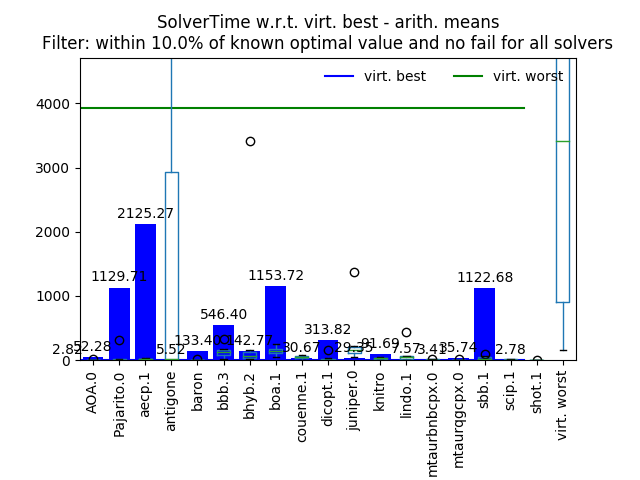 SolverTime w.r.t. virt. best - arith. means
Filter: within 10.0% of known optimal value and no fail for all solvers
virt. best
virt. worst
4000
3000
2000
1000
0
52.28
1129.71
2125.27
5.52
133.40
546.40
142.77
1153.72
30.67
313.82
29.35
91.69
7.57
3.41
35.74
1122.68
2.78
AOA.0
Pajarito.0
aecp.1
antigone
baron
bbb.3
bhyb.2
boa.1
couenne.1
dicopt.1
juniper.0
knitro
lindo.1
mtaurbnbcpx.0
mtaurqgcpx.0
sbb.1
scip.1
shot.1
virt. worst